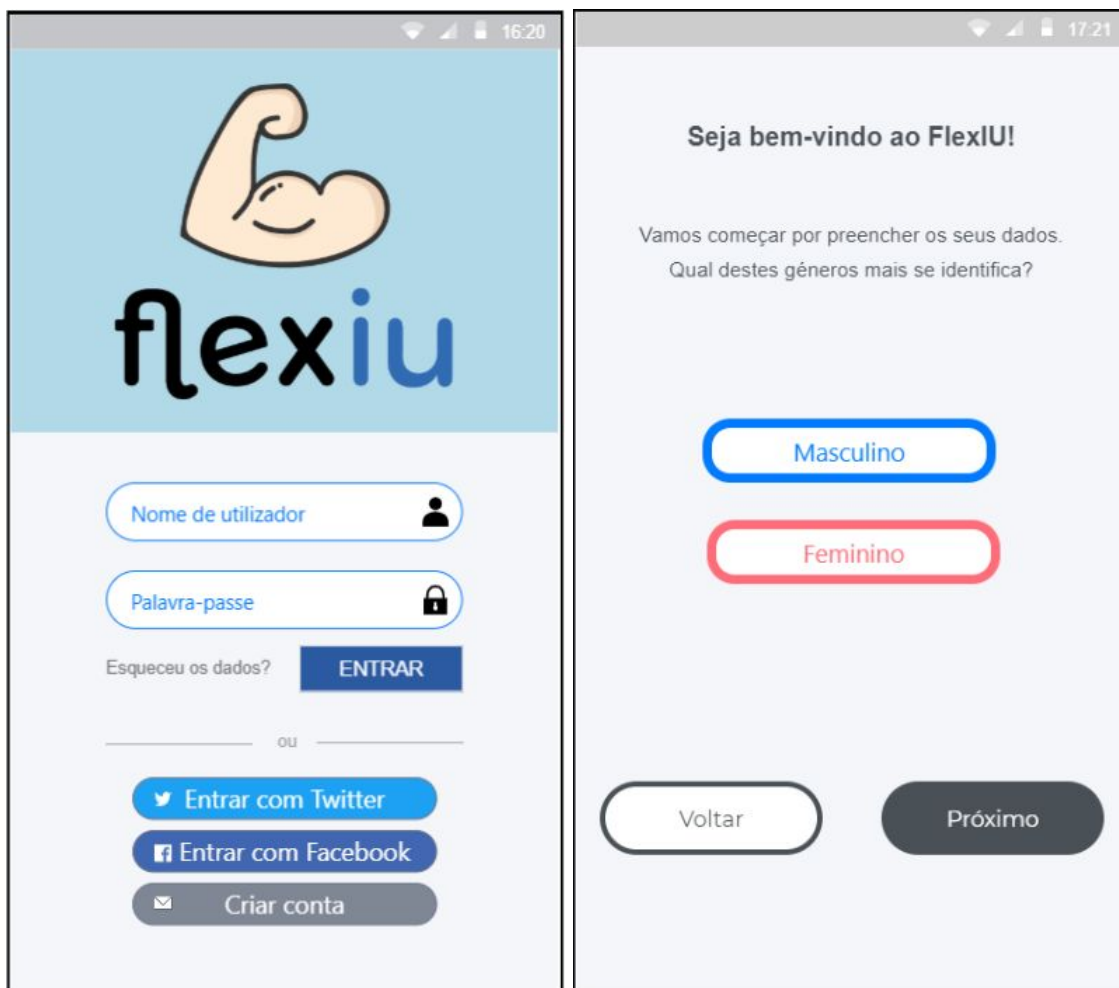 16:20
flexiu
Nome de utilizador
Palavra-passe
Esqueceu os dados?
ENTRAR
ou
Entrar com Twitter
Entrar com Facebook
Criar conta
17:21
Seja bem-vindo ao FlexIU!
Vamos começar por preencher os seus dados.
Qual destes géneros mais se identifica?
Masculino
Feminino
Voltar
Próximo